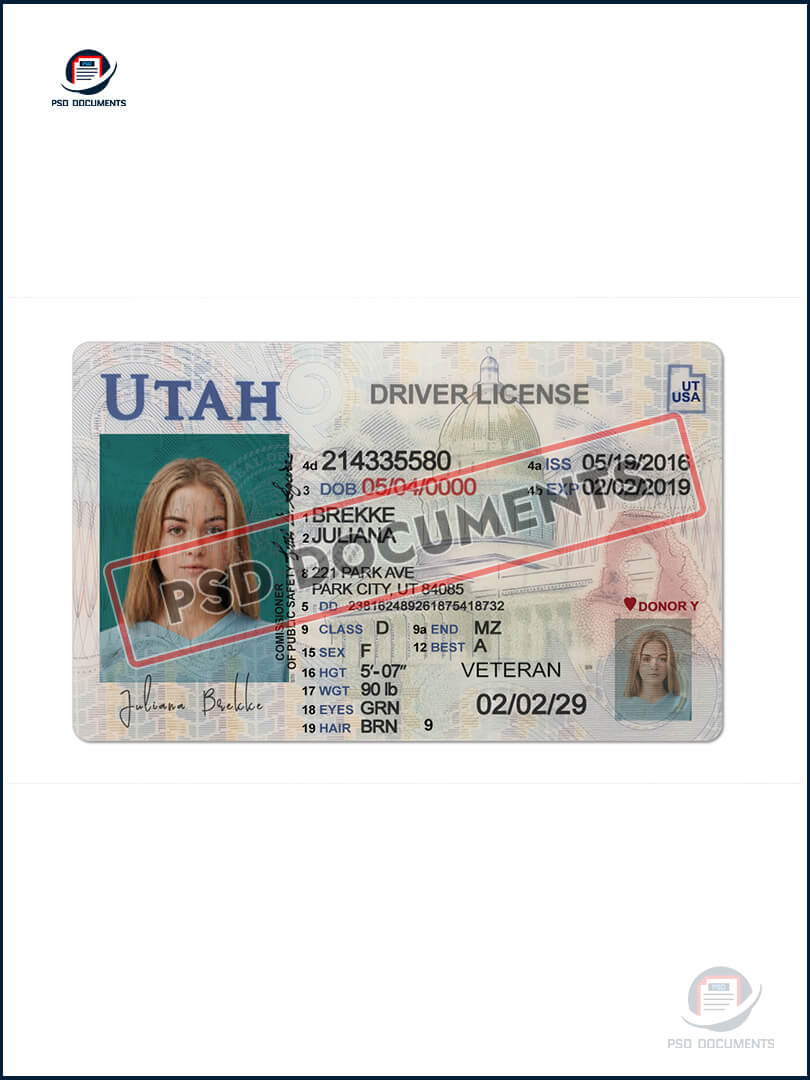 PSD
PSD DOCUMENTS
UTAH
DRIVER LICENSE
UT
USA
4d 214335580
4a ISS 05/19/2016
3 DOB 05/04/0000
4b EXP 02/02/2019
1 BREKKE
2 JULIANA
8 221 PARK AVE
PARK CITY, UT 84085
5 DD 238162489261875418732
DONOR Y
9 CLASS D 9a END MZ
15 SEX F 12 BEST A
16 HGT 5'-07"
VETERAN
17 WGT 90 lb
18 EYES GRN
02/02/29
19 HAIR BRN 9
COMISSIONER
OF PUBLIC SAFETY
Juliana Brekke
PSD DOCUMENTS
PSD
PSD DOCUMENTS